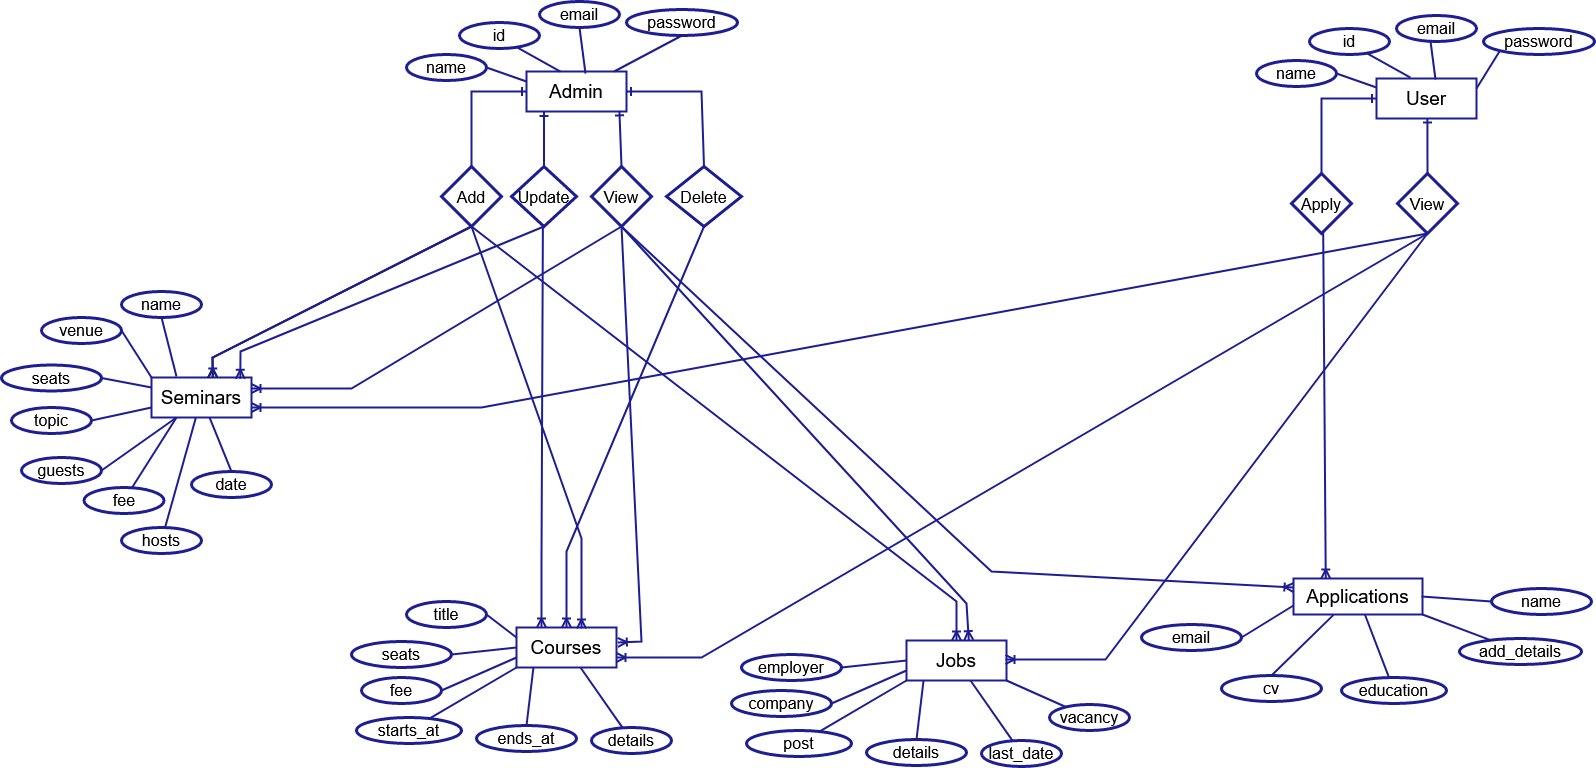 email
password
id
name
Admin
email
id
password
name
User
Add
Update
View
Delete
Apply
View
name
venue
seats
Seminars
topic
guests
date
fee
hosts
title
Courses
seats
fee
starts_at
ends_at
details
Jobs
employer
company
post
details
last_date
vacancy
Applications
name
email
add_details
cv
education